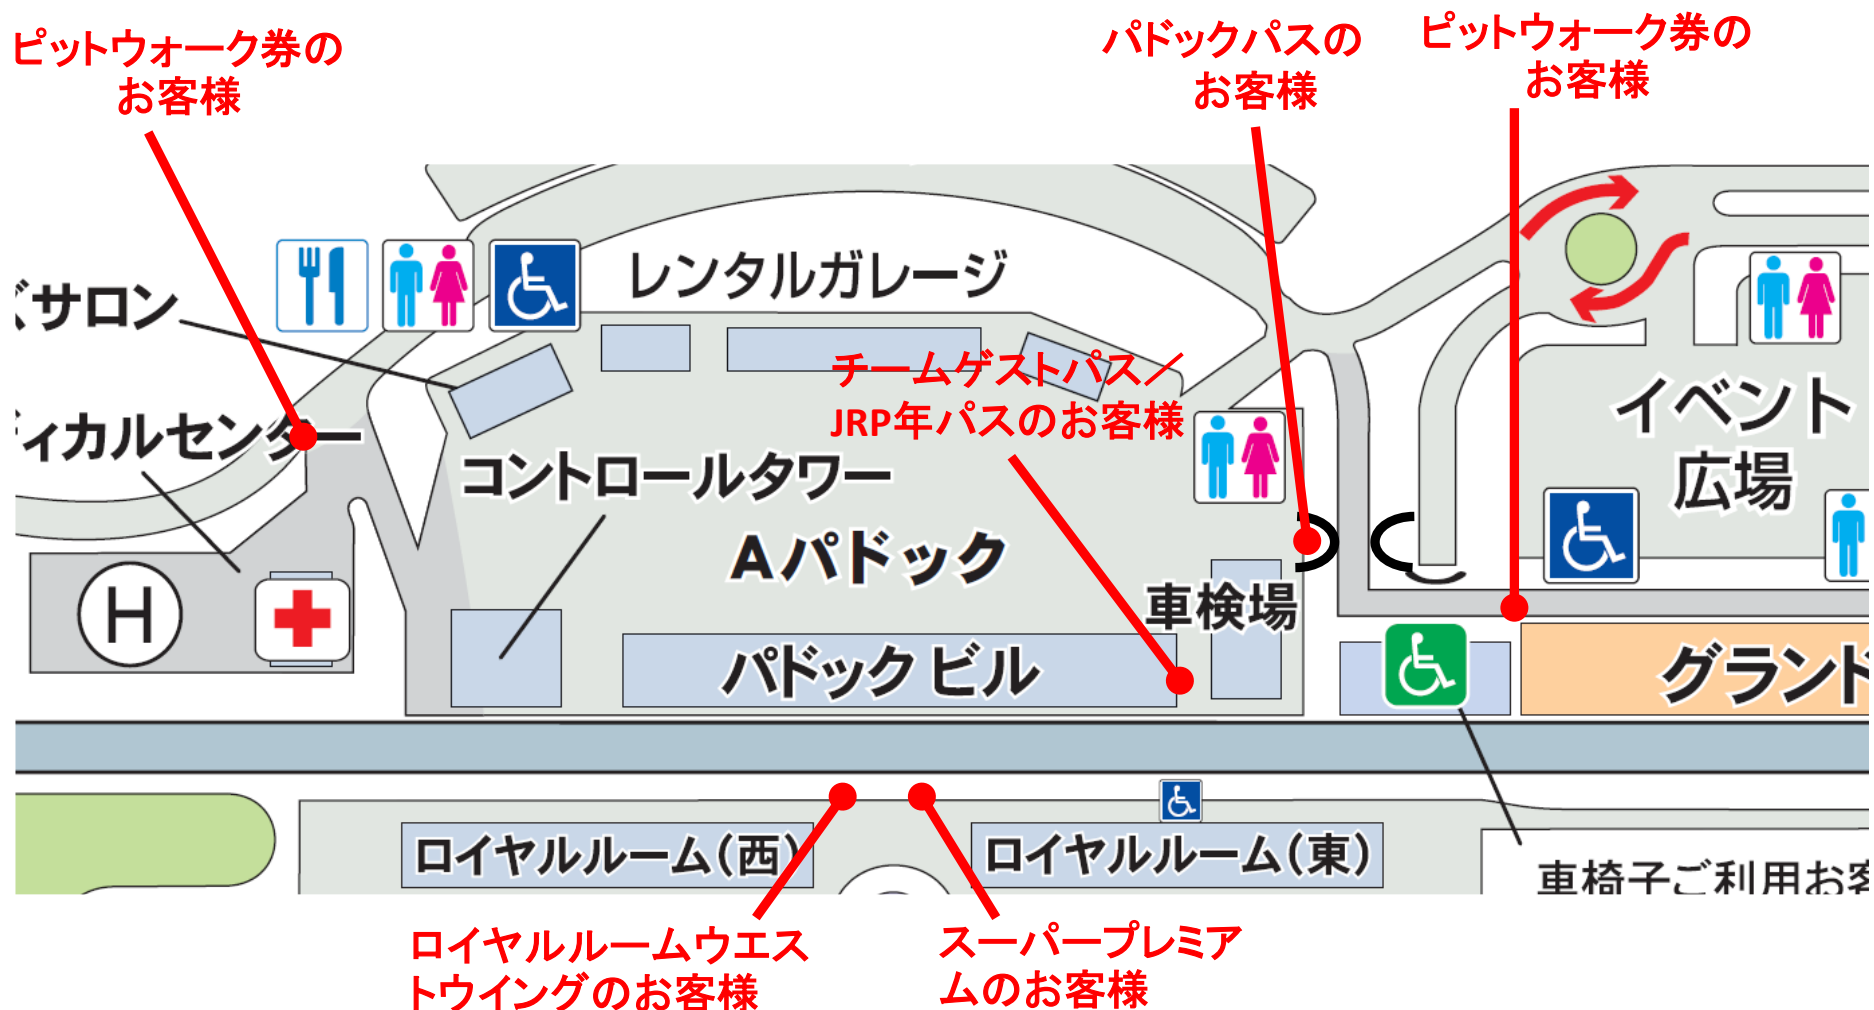 ピットウォーク券の
お客様
パドックパスの
お客様
ピットウォーク券の
お客様
レンタルガレージ
サロン
チームゲストパス／
JRP年パスのお客様
イベント
広場
ィカルセンター
コントロールタワー
Aパドック
車検場
H
パドックビル
グランド
ロイヤルルーム(西)
ロイヤルルーム(東)
車椅子ご利用お客
ロイヤルルームウエス
トウイングのお客様
スーパープレミア
ムのお客様